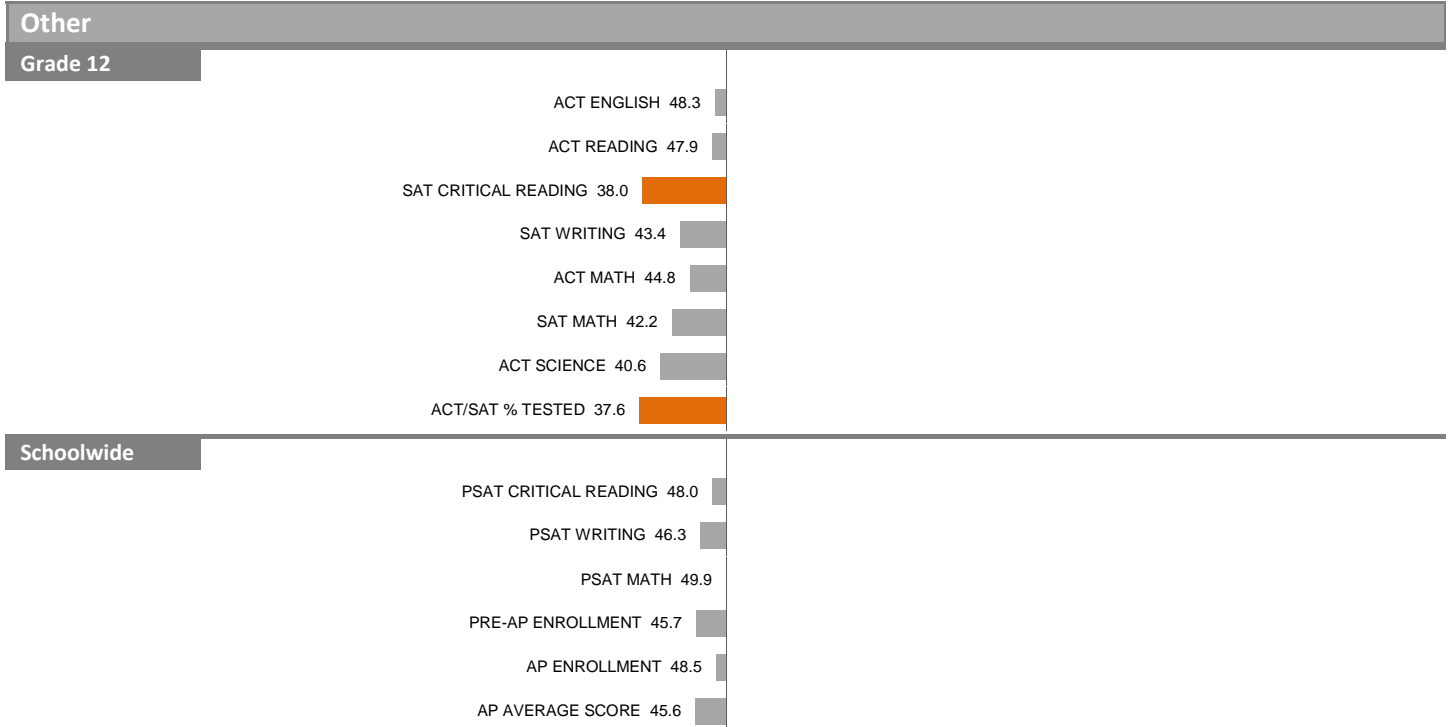 Other
Grade 12
ACT ENGLISH 48.3
ACT READING 47.9
SAT CRITICAL READING 38.0
SAT WRITING 43.4
ACT MATH 44.8
SAT MATH 42.2
ACT SCIENCE 40.6
ACT/SAT % TESTED 37.6
Schoolwide
PSAT CRITICAL READING 48.0
PSAT WRITING 46.3
PSAT MATH 49.9
PRE-AP ENROLLMENT 45.7
AP ENROLLMENT 48.5
AP AVERAGE SCORE 45.6